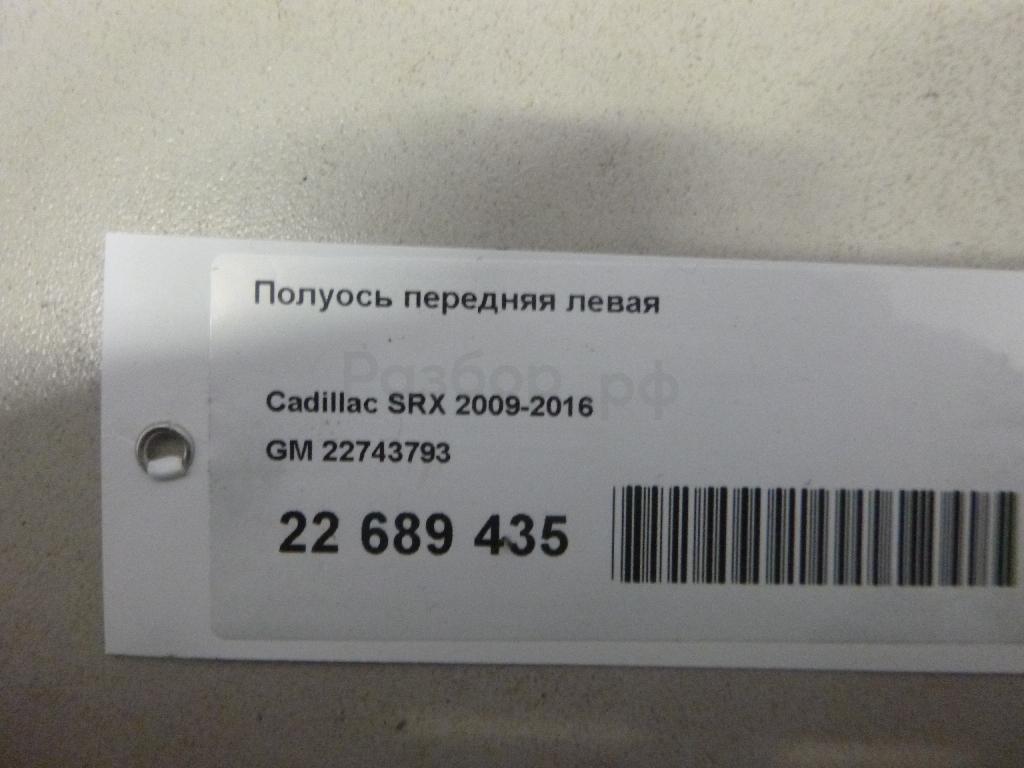 Полуось передняя левая
Разбор.рф
Cadillac SRX 2009-2016
GM 22743793
22 689 435